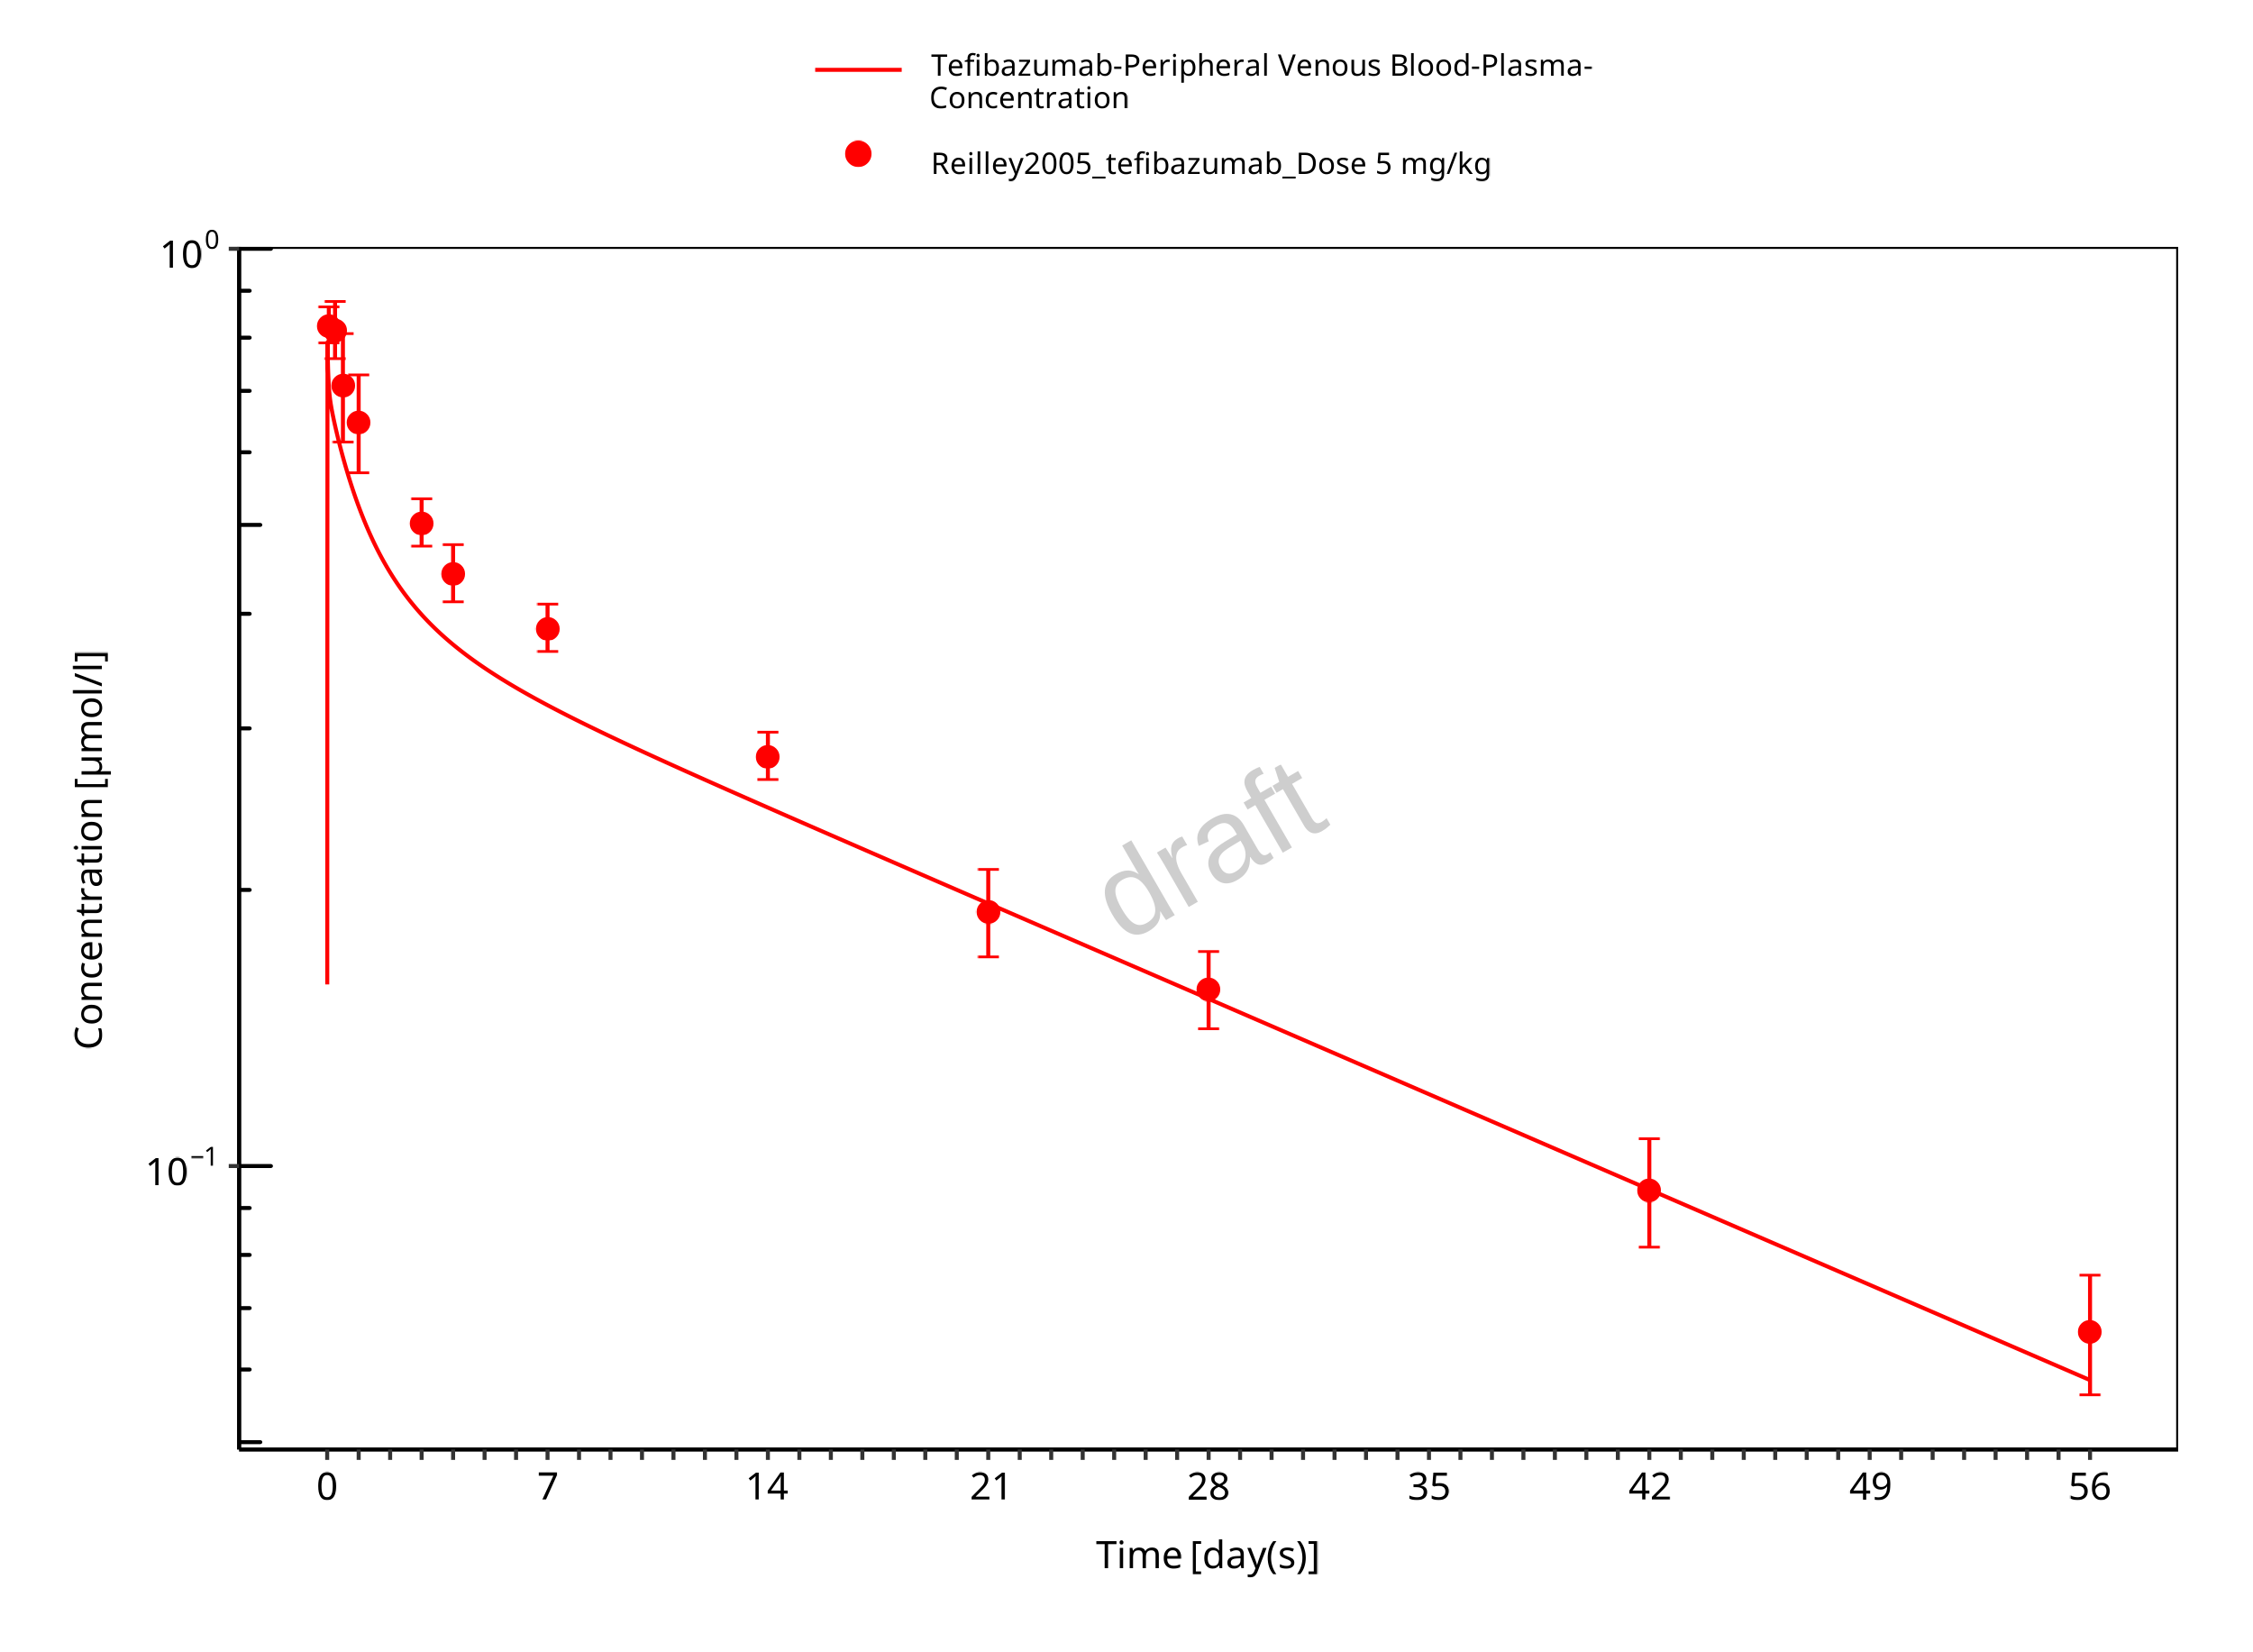 Tefibazumab-Peripheral Venous Blood-Plasma-
Concentration
Reilley2005_tefibazumab_Dose 5 mg/kg
10⁰
10⁻¹
Concentration [µmol/l]
draft
0 7 14 21 28 35 42 49 56
Time [day(s)]